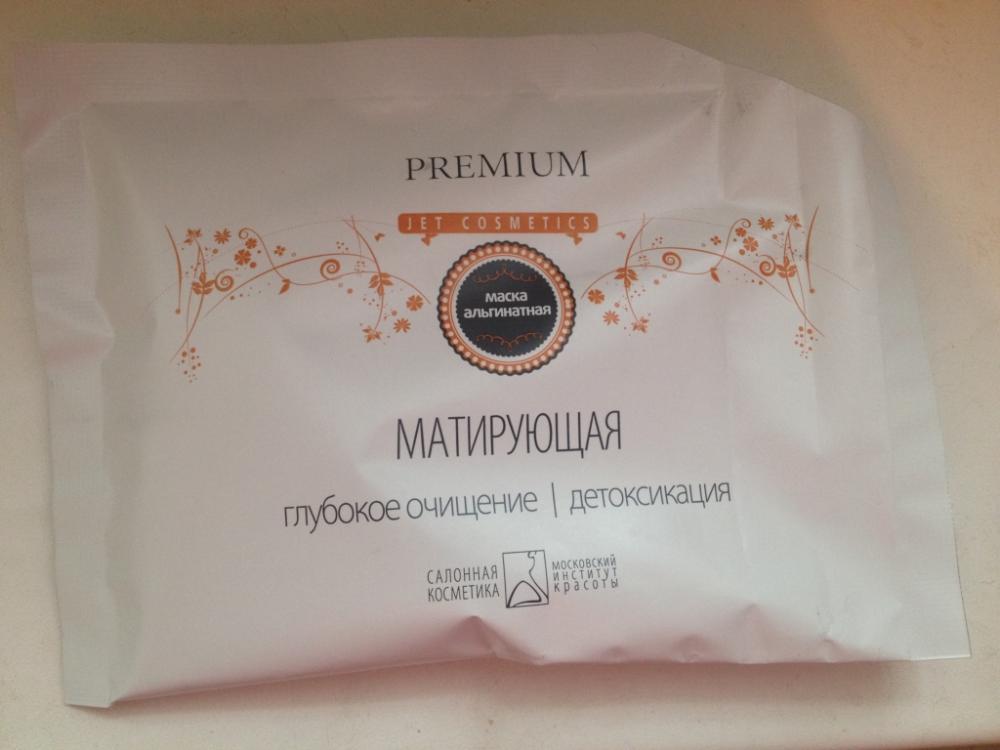 PREMIUM
JET COSMETICS
маска
альгинатная
МАТИРУЮЩАЯ
глубокое очищение | детоксикация
САЛОННАЯ
КОСМЕТИКА
МОСКОВСКИЙ
ИНСТИТУТ
красоты